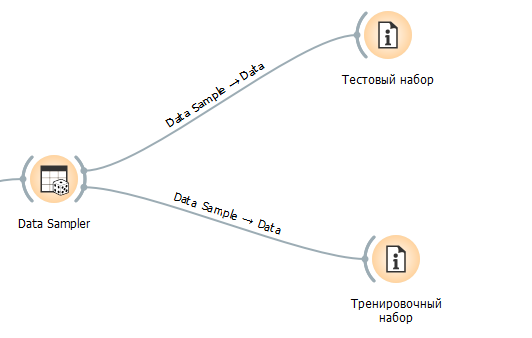 Тестовый набор
Data Sample → Data
Data Sampler
Data Sample → Data
Тренировочный
набор